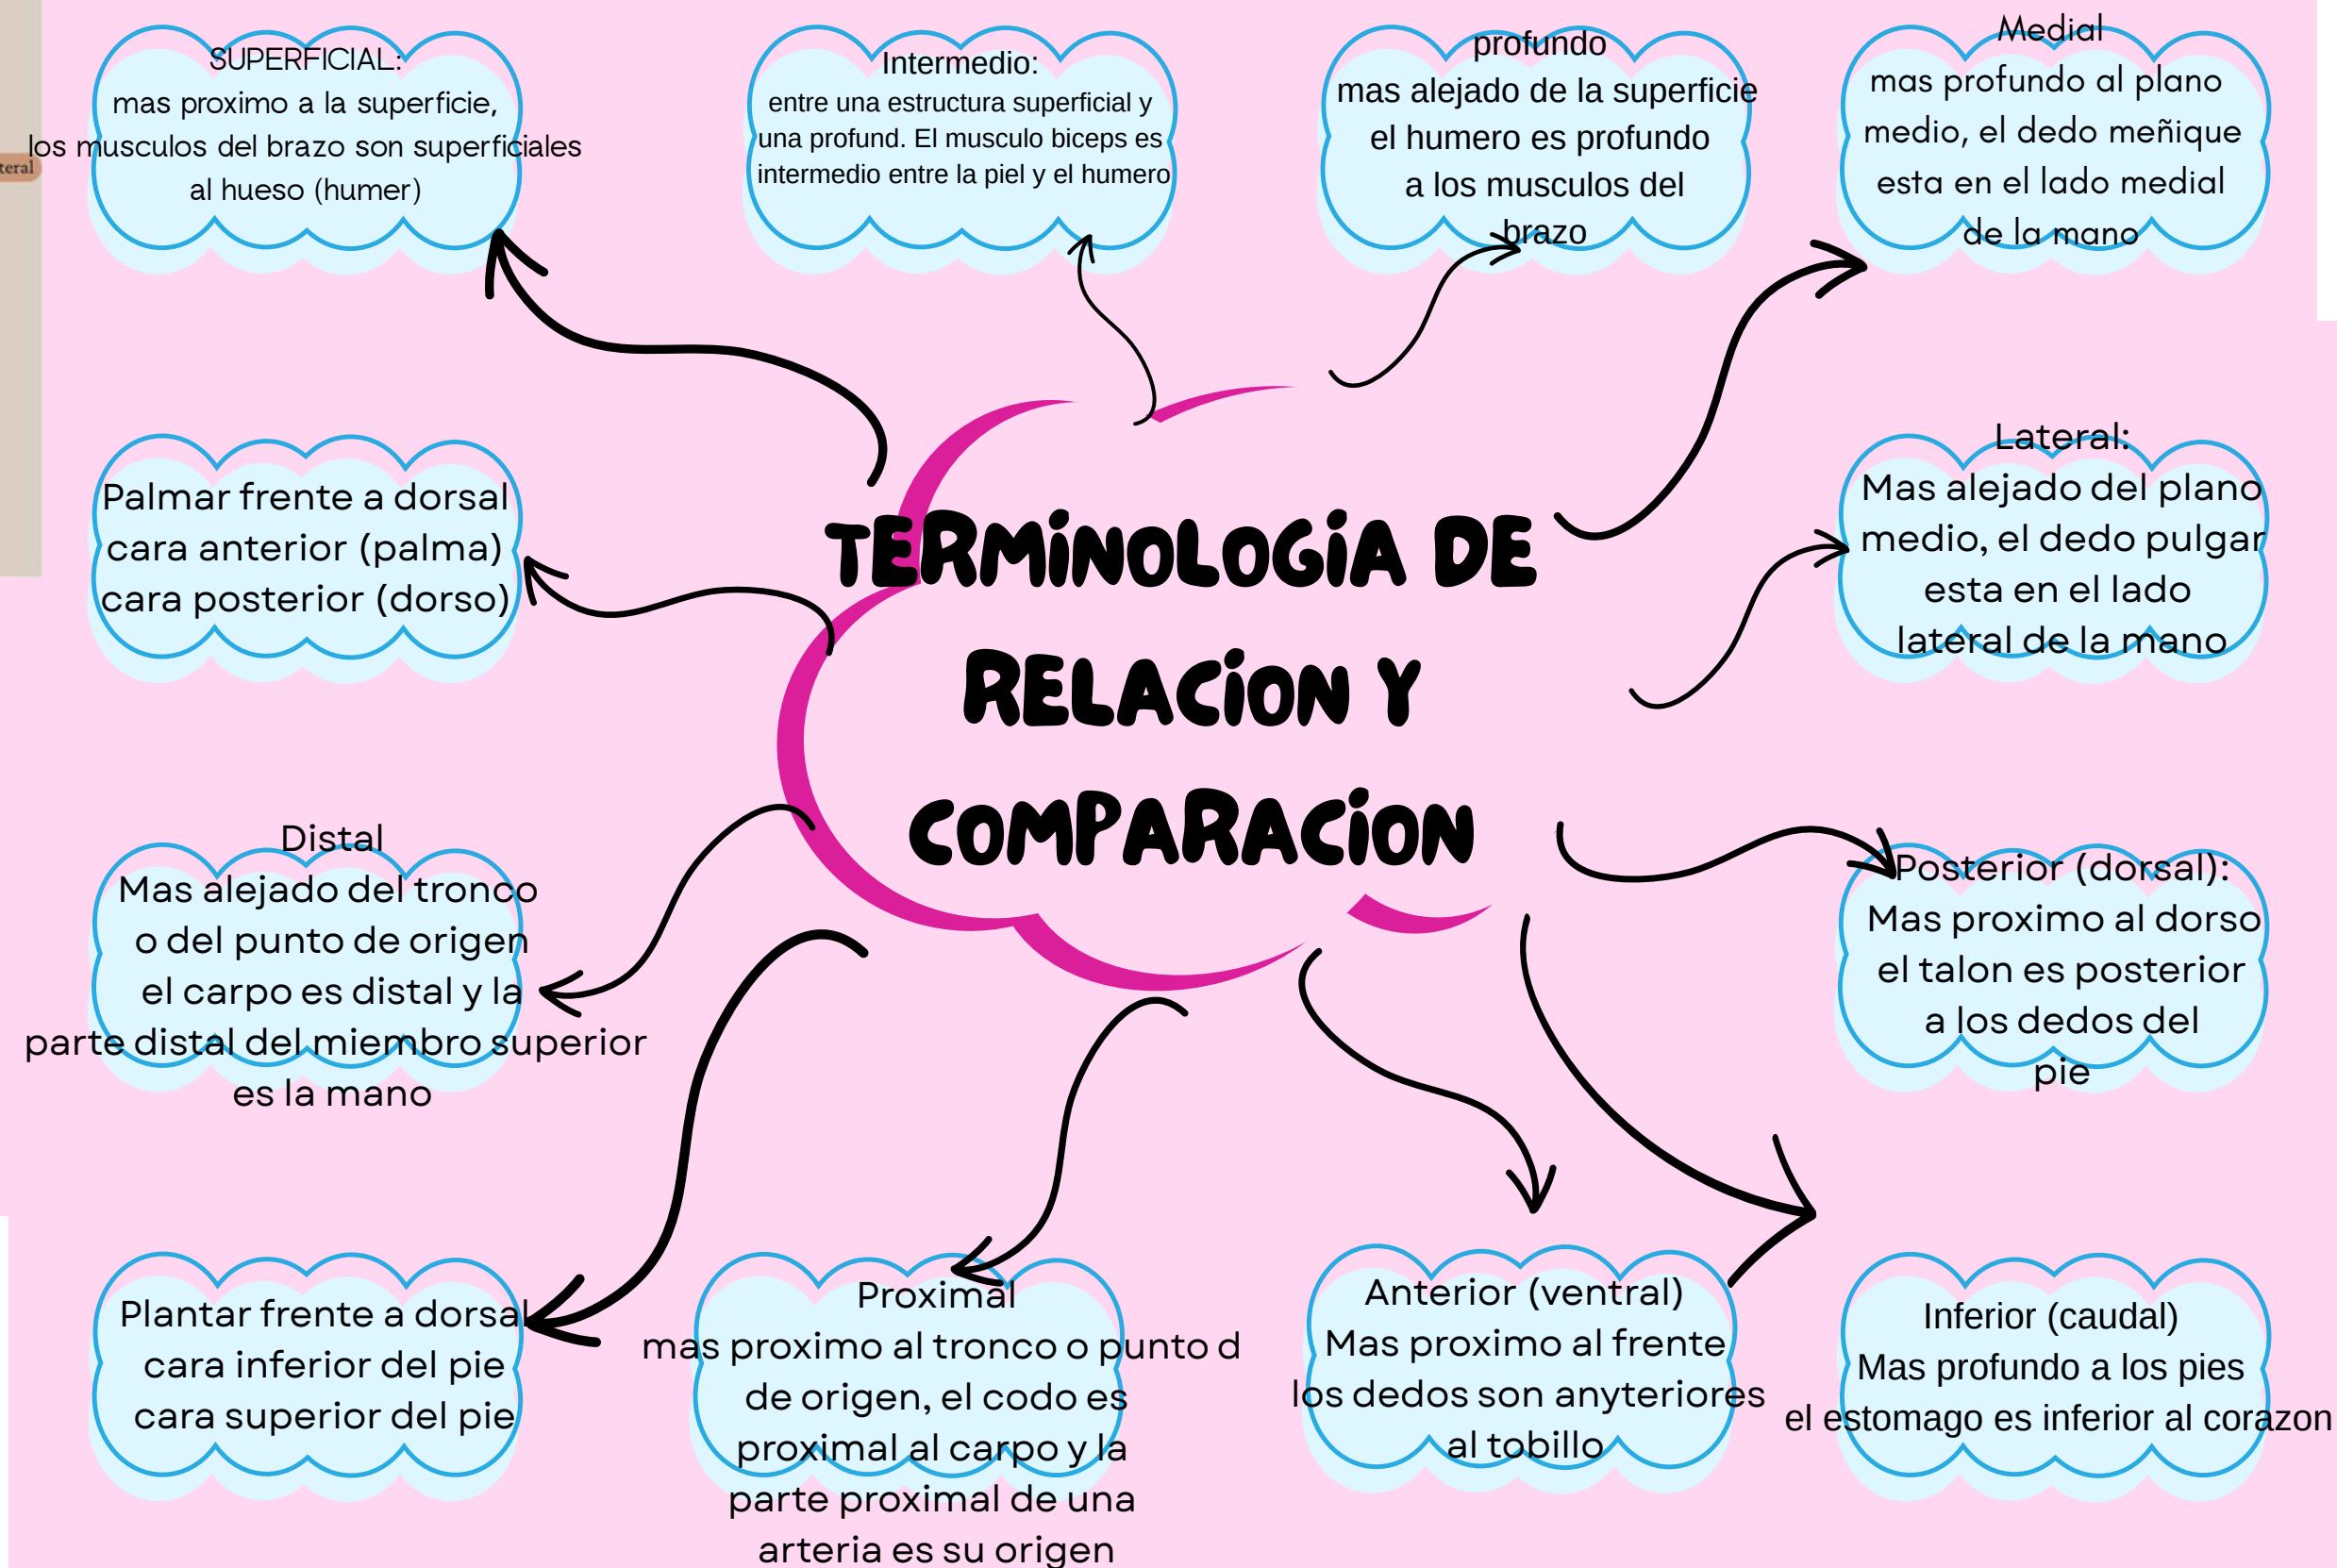 SUPERFICIAL:
mas proximo a la superficie,
los musculos del brazo son superficiales
al hueso (humer)
Intermedio:
entre una estructura superficial y
una profund. El musculo biceps es
intermedio entre la piel y el humero
profundo
mas alejado de la superficie
el humero es profundo
a los musculos del
brazo
Medial
mas profundo al plano
medio, el dedo meñique
esta en el lado medial
de la mano
teral
Palmar frente a dorsal
cara anterior (palma)
cara posterior (dorso)
TERMINOLOGIA DE
RELACION Y
COMPARACION
Lateral:
Mas alejado del plano
medio, el dedo pulgar
esta en el lado
lateral de la mano
Distal
Mas alejado del tronco
o del punto de origen
el carpo es distal y la
parte distal del miembro superior
es la mano
Posterior (dorsal):
Mas proximo al dorso
el talon es posterior
a los dedos del
pie
Plantar frente a dorsal
cara inferior del pie
cara superior del pie
Proximal
mas proximo al tronco o punto d
de origen, el codo es
proximal al carpo y la
parte proximal de una
arteria es su origen
Anterior (ventral)
Mas proximo al frente
los dedos son anyteriores
al tobillo
Inferior (caudal)
Mas profundo a los pies
el estomago es inferior al corazon